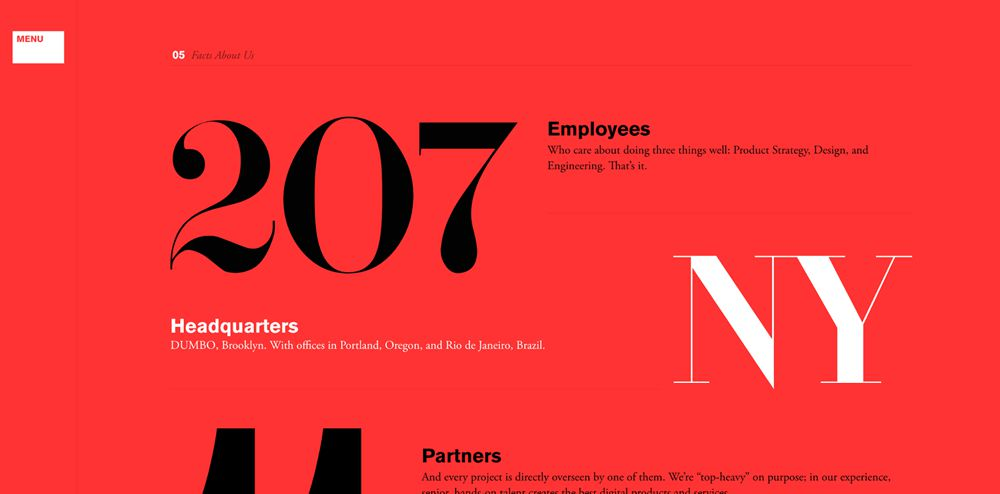 MENU
05 Facts About Us
207
Employees
Who care about doing three things well: Product Strategy, Design, and
Engineering. That's it.
NY
Headquarters
DUMBO, Brooklyn. With offices in Portland, Oregon, and Rio de Janeiro, Brazil.
Partners
And every project is directly overseen by one of them. We're “top-heavy” on purpose; in our experience,
senior, hands-on talent creates the best digital products and services.